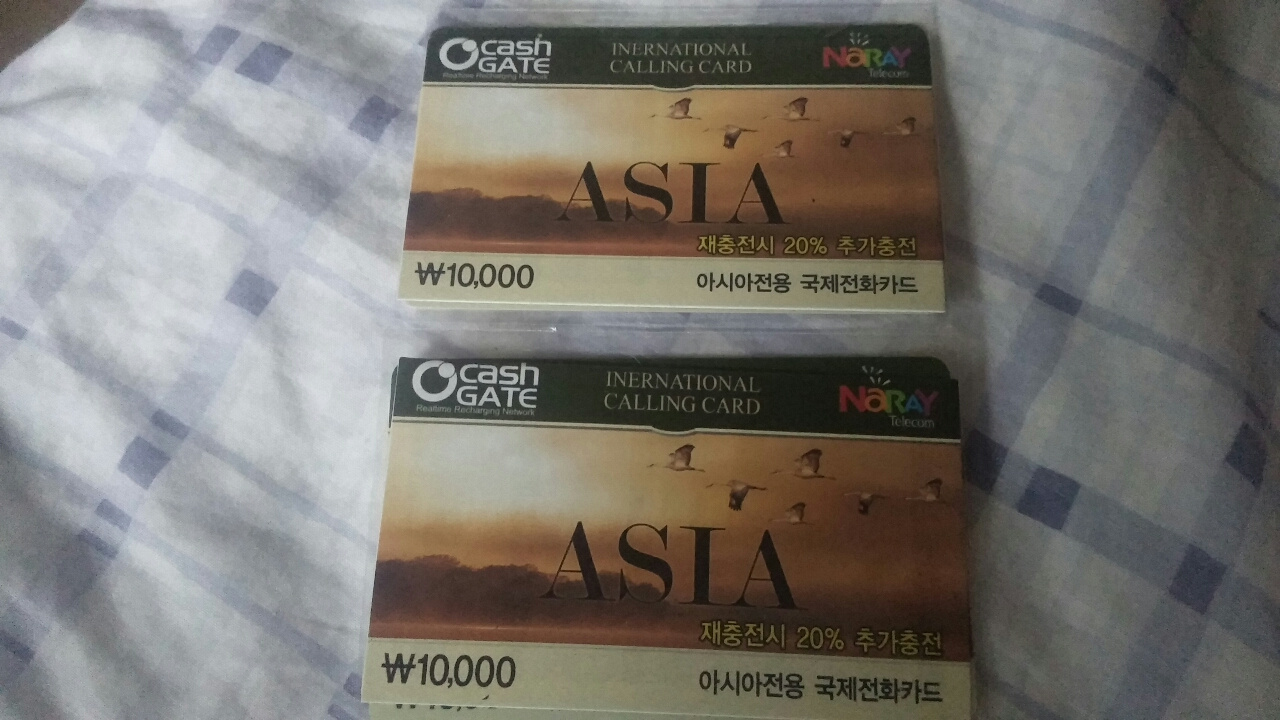 cash GATE
Realtime Recharging Network
INERNATIONAL
CALLING CARD
NaRAY
Telecom
ASIA
재충전시 20% 추가충전
₩10,000
아시아전용 국제전화카드
cash GATE
Realtime Recharging Network
INERNATIONAL
CALLING CARD
NaRAY
Telecom
ASIA
재충전시 20% 추가충전
₩10,000
아시아전용 국제전화카드